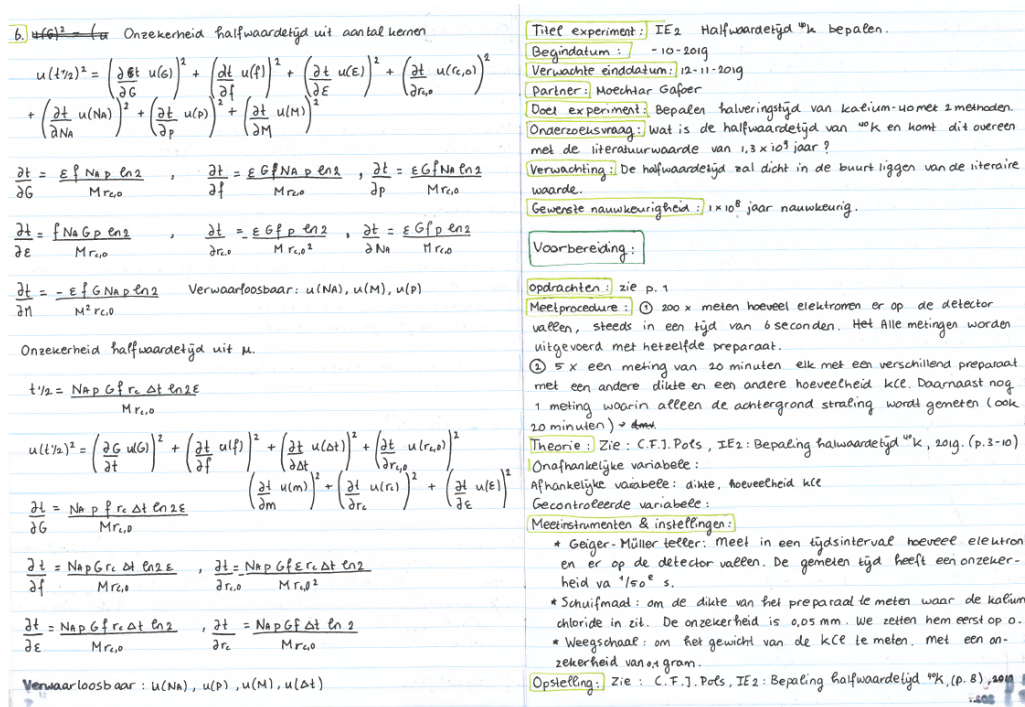 6. u(G)² = (u Onzekerheid halfwaardetijd uit aantal kernen
u(t½)² = (∂t/∂G u(G))² + (∂t/∂f u(f))² + (∂t/∂ε u(ε))² + (∂t/∂rc,0 u(rc,0))²
+ (∂t/∂NA u(NA))² + (∂t/∂p u(p))² + (∂t/∂M u(M))²
∂t/∂G = ε f NA p ln2 / M rc,0 , ∂t/∂f = ε G f NA p ln2 / M rc,0 , ∂t/∂p = ε G f NA ln2 / M rc,0
∂t/∂ε = f NA G p ln2 / M rc,0 , ∂t/∂rc,0 = - ε G f p ln2 / M rc,0² , ∂t/∂NA = ε G f p ln2 / M rc,0
∂t/∂M = - ε f G NA p ln2 / M² rc,0 Verwaarloosbaar: u(NA), u(M), u(p)
Onzekerheid halfwaardetijd uit μ.
t½ = NA p G f rc Δt ln2 ε / M rc,0
u(t½)² = (∂G/∂t u(G))² + (∂t/∂f u(f))² + (∂t/∂Δt u(Δt))² + (∂t/∂rc,0 u(rc,0))²
(∂t/∂m u(m))² + (∂t/∂rc u(rc))² + (∂t/∂ε u(ε))²
∂t/∂G = NA p f rc Δt ln2 ε / M rc,0
∂t/∂f = NA p G rc Δt ln2 ε / M rc,0 , ∂t/∂rc,0 = - NA p G f ε rc Δt ln2 / M rc,0²
∂t/∂ε = NA p G f rc Δt ln2 / M rc,0 , ∂t/∂rc = NA p G f Δt ln 2 / M rc,0
Verwaarloosbaar : u(NA), u(p), u(M), u(Δt)
Titel experiment: IE2 Halfwaardetijd ⁴⁰K bepalen.
Begindatum : -10-2019
Verwachte einddatum: 12-11-2019
Partner: Moechtar Gafoer
Doel experiment: Bepalen halveringstijd van kalium-40 met 2 methoden.
Onderzoeksvraag: Wat is de halfwaardetijd van ⁴⁰K en komt dit overeen
met de literatuurwaarde van 1,3 x 10⁹ jaar ?
Verwachting: De halfwaardetijd zal dicht in de buurt liggen van de literaire
waarde.
Gewenste nauwkeurigheid : 1 x 10⁸ jaar nauwkeurig.
Voorbereiding :
opdrachten : zie p. 1
Meetprocedure : ① 200 x meten hoeveel elektronen er op de detector
vallen, steeds in een tijd van 6 seconden. Het Alle metingen worden
uitgevoerd met hetzelfde preparaat.
② 5 x een meting van 20 minuten elk met een verschillend preparaat
met een andere dikte en een andere hoeveelheid kCl. Daarnaast nog
1 meting waarin alleen de achtergrond straling wordt gemeten (ook
20 minuten)
Theorie : Zie : C.F.J. Pols, IE2 : Bepaling halwaardetijd ⁴⁰K, 2019. (p.3-10)
Onafhankelijke variabele :
Afhankelijke variabele : dikte, hoeveelheid kCl
Gecontroleerde variabele :
Meetinstrumenten & instellingen:
* Geiger-Müller teller: meet in een tijdsinterval hoeveel elektron
en er op de detector vallen. De gemeten tijd heeft een onzeker-
heid va 1/50e s.
* Schuifmaat : om de dikte van het preparaat te meten waar de kalium
chloride in zit. De onzekerheid is 0,05 mm. We zetten hem eerst op 0.
* Weegschaal : om het gewicht van de kCl te meten, met een on-
zekerheid van 0,1 gram.
Opstelling: Zie : C.F.J. Pols, IE2 : Bepaling halfwaardetijd ⁴⁰K, (p. 8), 2019